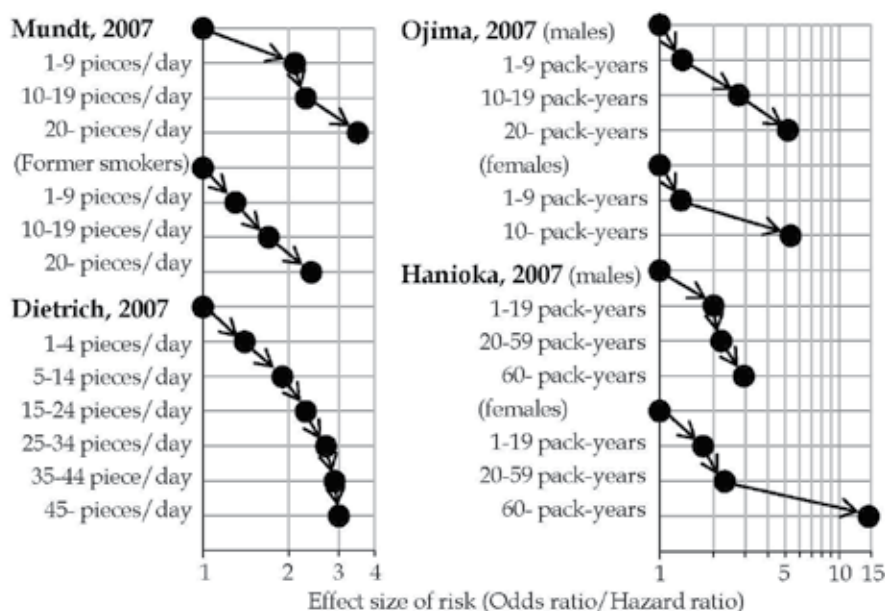 Mundt, 2007
1-9 pieces/day
10-19 pieces/day
20- pieces/day
(Former smokers)
1-9 pieces/day
10-19 pieces/day
20- pieces/day
Dietrich, 2007
1-4 pieces/day
5-14 pieces/day
15-24 pieces/day
25-34 pieces/day
35-44 piece/day
45- pieces/day
1 2 3 4
Ojima, 2007 (males)
1-9 pack-years
10-19 pack-years
20- pack-years
(females)
1-9 pack-years
10- pack-years
Hanioka, 2007 (males)
1-19 pack-years
20-59 pack-years
60- pack-years
(females)
1-19 pack-years
20-59 pack-years
60- pack-years
1 5 10 15
Effect size of risk (Odds ratio/Hazard ratio)